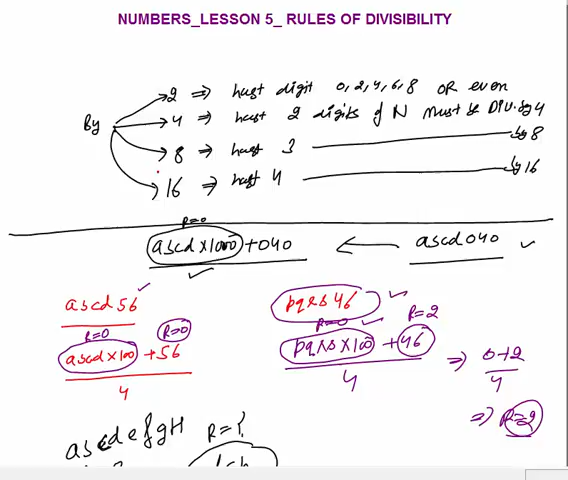 NUMBERS_LESSON 5_ RULES OF DIVISIBILITY
By
2 ⇒ Last digit 0,2,4,6,8 OR even
4 ⇒ Last 2 digits of N Must be Div. by 4
8 ⇒ Last 3 by 8
16 ⇒ Last 4 by 16
R=0
abcd×1000 + 040 ← abcd040
abcd56
R=0 R=0
abcd×100 + 56
4
pqrs46
R=0 R=2
pqrs×100 + 46
4
⇒ 0+2
4
⇒ R=2
abcdefgH R=?